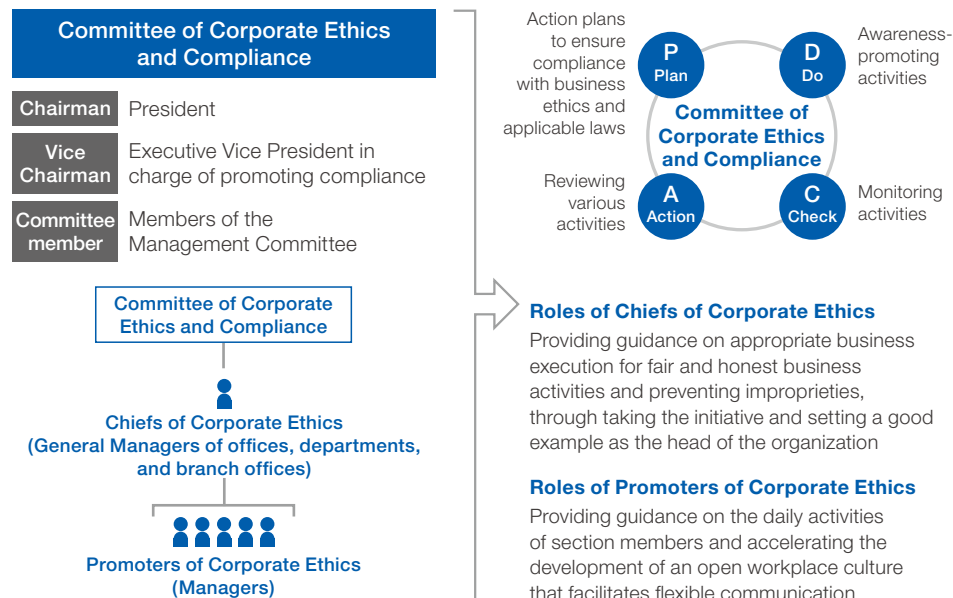 Committee of Corporate Ethics
and Compliance
Chairman
President
Vice
Chairman
Executive Vice President in
charge of promoting compliance
Committee
member
Members of the
Management Committee
Committee of Corporate
Ethics and Compliance
Chiefs of Corporate Ethics
(General Managers of offices, departments,
and branch offices)
Promoters of Corporate Ethics
(Managers)
Action plans
to ensure
compliance
with business
ethics and
applicable laws
P
Plan
D
Do
Awareness-
promoting
activities
Committee of
Corporate Ethics
and Compliance
Reviewing
various
activities
A
Action
C
Check
Monitoring
activities
Roles of Chiefs of Corporate Ethics
Providing guidance on appropriate business
execution for fair and honest business
activities and preventing improprieties,
through taking the initiative and setting a good
example as the head of the organization
Roles of Promoters of Corporate Ethics
Providing guidance on the daily activities
of section members and accelerating the
development of an open workplace culture
that facilitates flexible communication